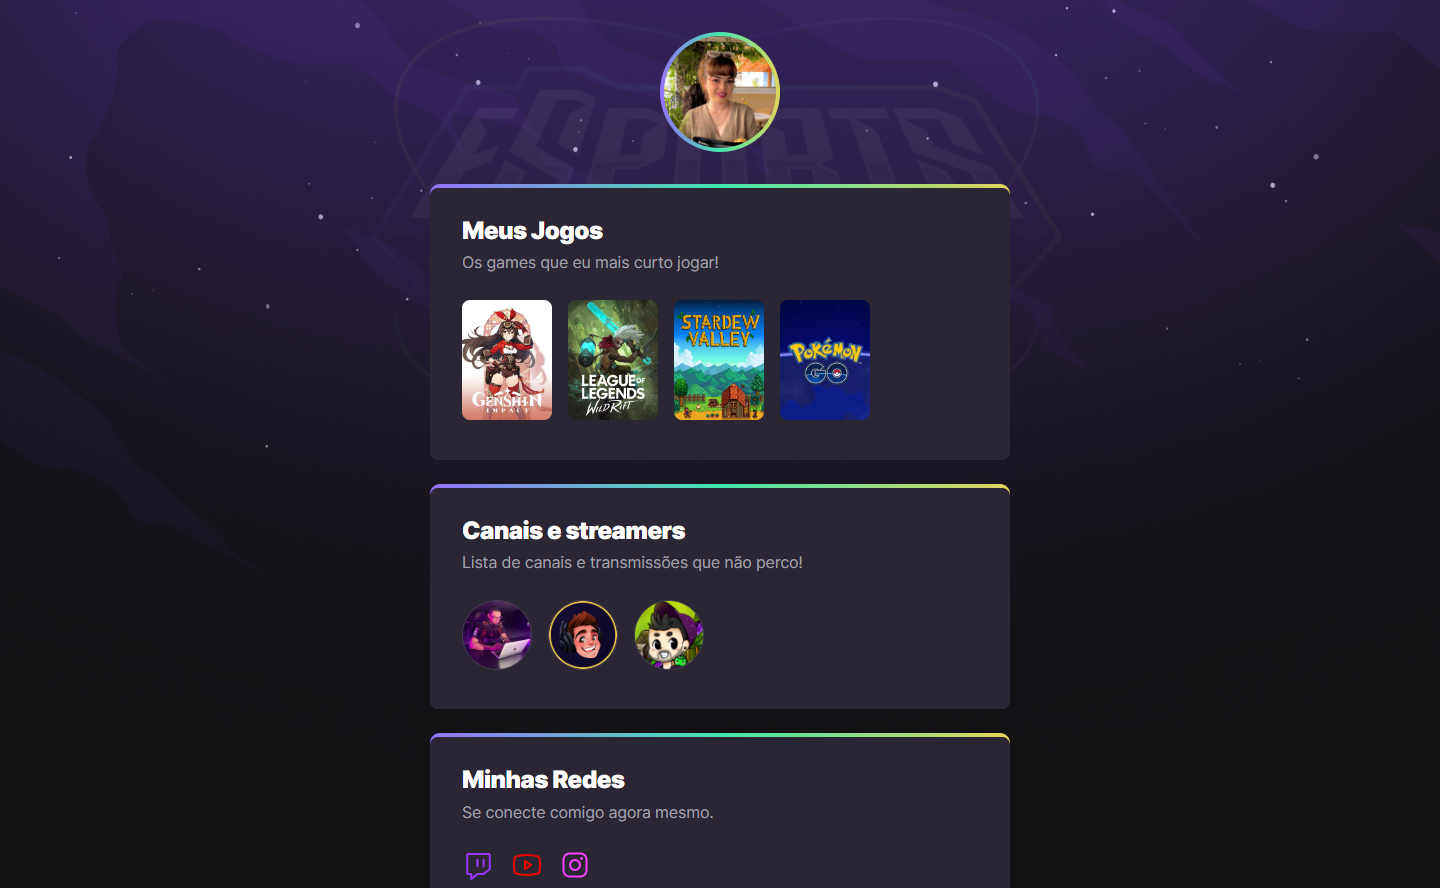 ESPORTS
Meus Jogos
Os games que eu mais curto jogar!
GENSHIN
IMPACT
LEAGUE OF
LEGENDS
WILD RIFT
STARDEW
VALLEY
POKÉMON
GO
Canais e streamers
Lista de canais e transmissões que não perco!
Minhas Redes
Se conecte comigo agora mesmo.